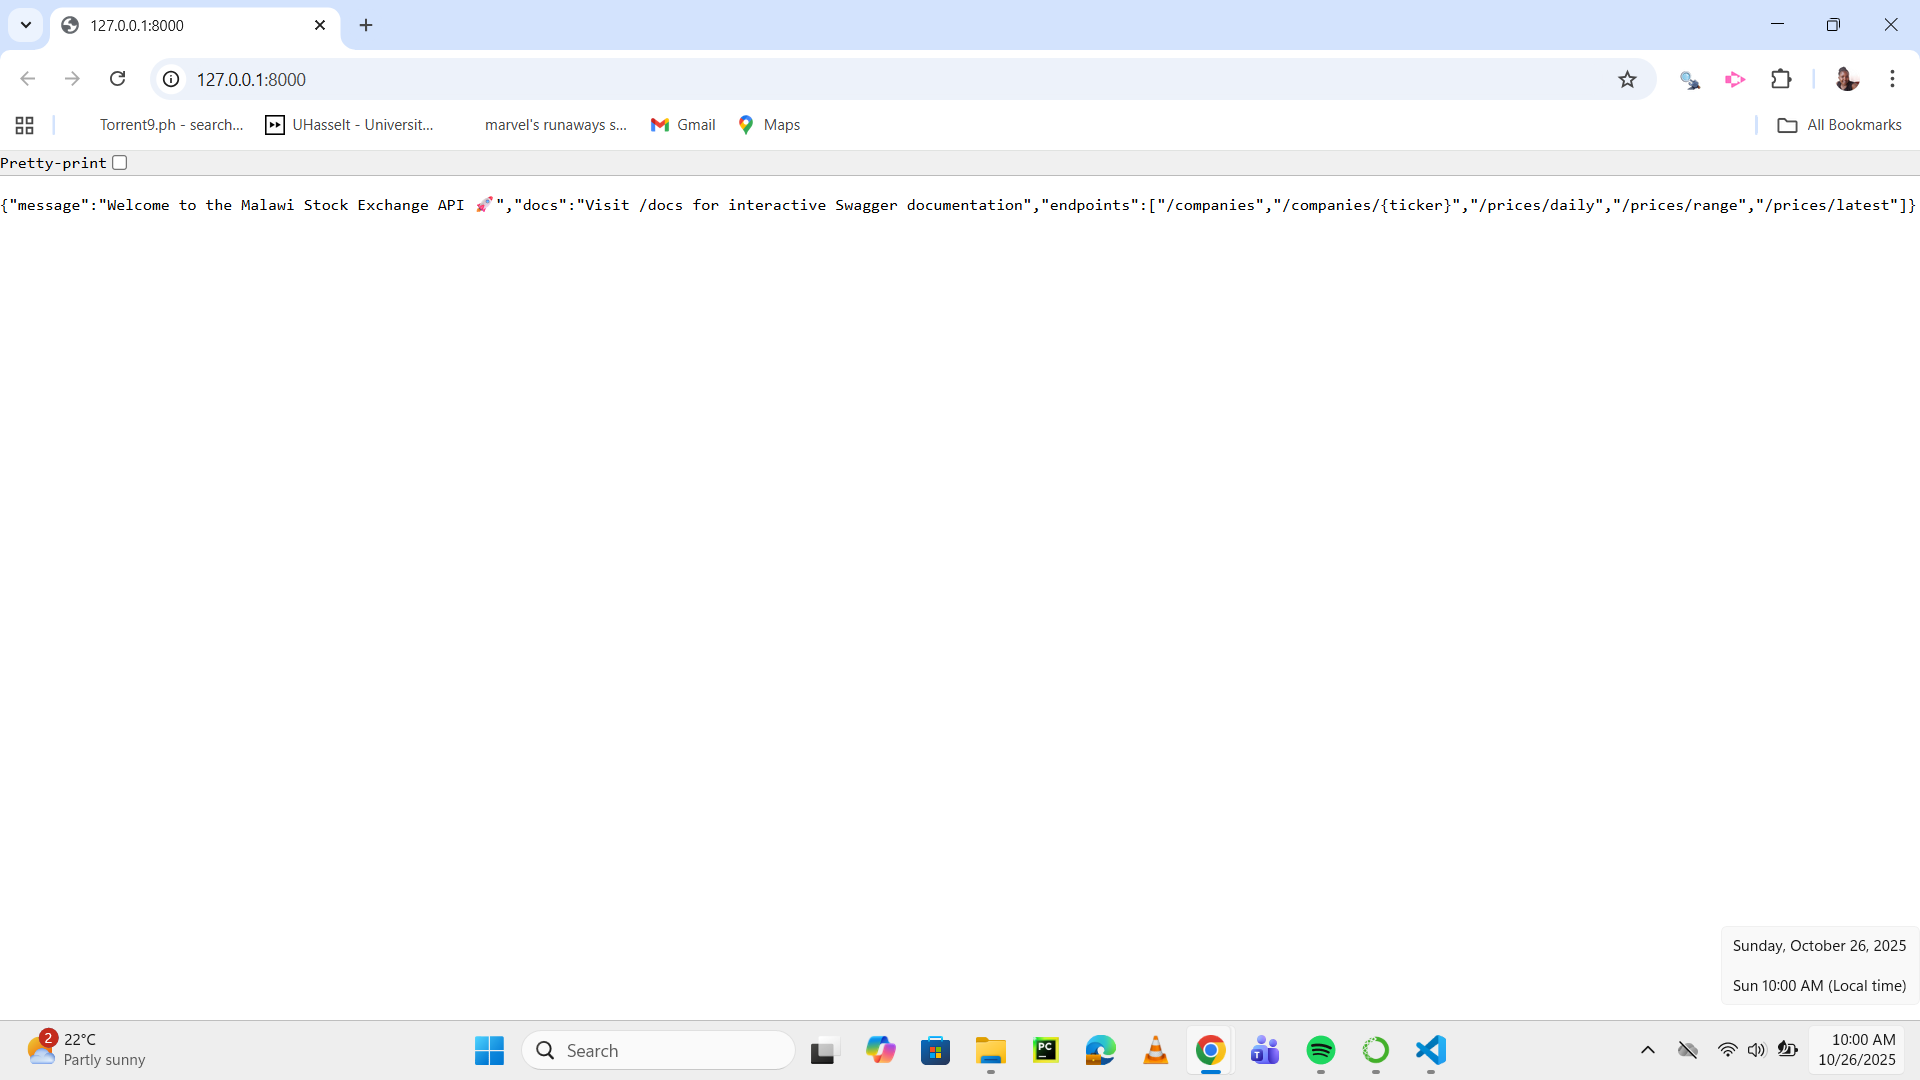 127.0.0.1:8000
127.0.0.1:8000
Torrent9.ph - search... UHasselt - Universit... marvel's runaways s... Gmail Maps All Bookmarks
Pretty-print
{"message":"Welcome to the Malawi Stock Exchange API 🚀","docs":"Visit /docs for interactive Swagger documentation","endpoints":["/companies","/companies/{ticker}","/prices/daily","/prices/range","/prices/latest"]}
Sunday, October 26, 2025
Sun 10:00 AM (Local time)
2
22°C
Partly sunny
Search
PC
T
10:00 AM
10/26/2025